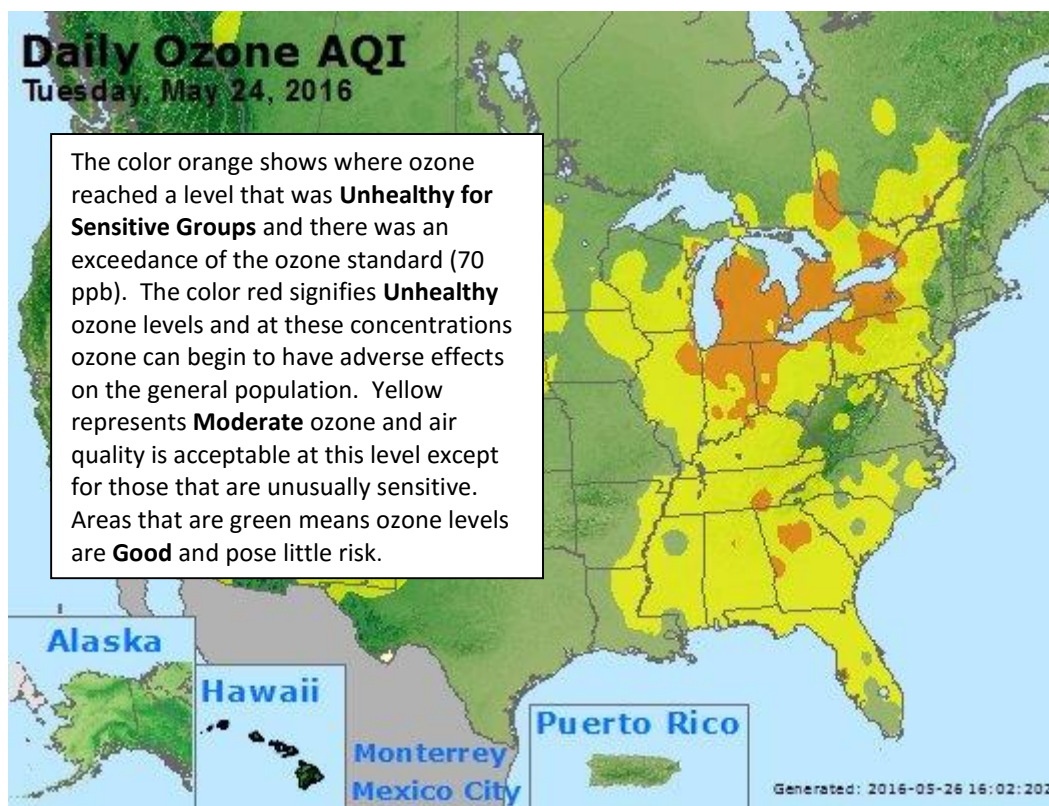 Daily Ozone AQI
Tuesday, May 24, 2016
The color orange shows where ozone
reached a level that was Unhealthy for
Sensitive Groups and there was an
exceedance of the ozone standard (70
ppb). The color red signifies Unhealthy
ozone levels and at these concentrations
ozone can begin to have adverse effects
on the general population. Yellow
represents Moderate ozone and air
quality is acceptable at this level except
for those that are unusually sensitive.
Areas that are green means ozone levels
are Good and pose little risk.
Alaska
Hawaii
Monterrey
Mexico City
Puerto Rico
Generated: 2016-05-26 16:02:20